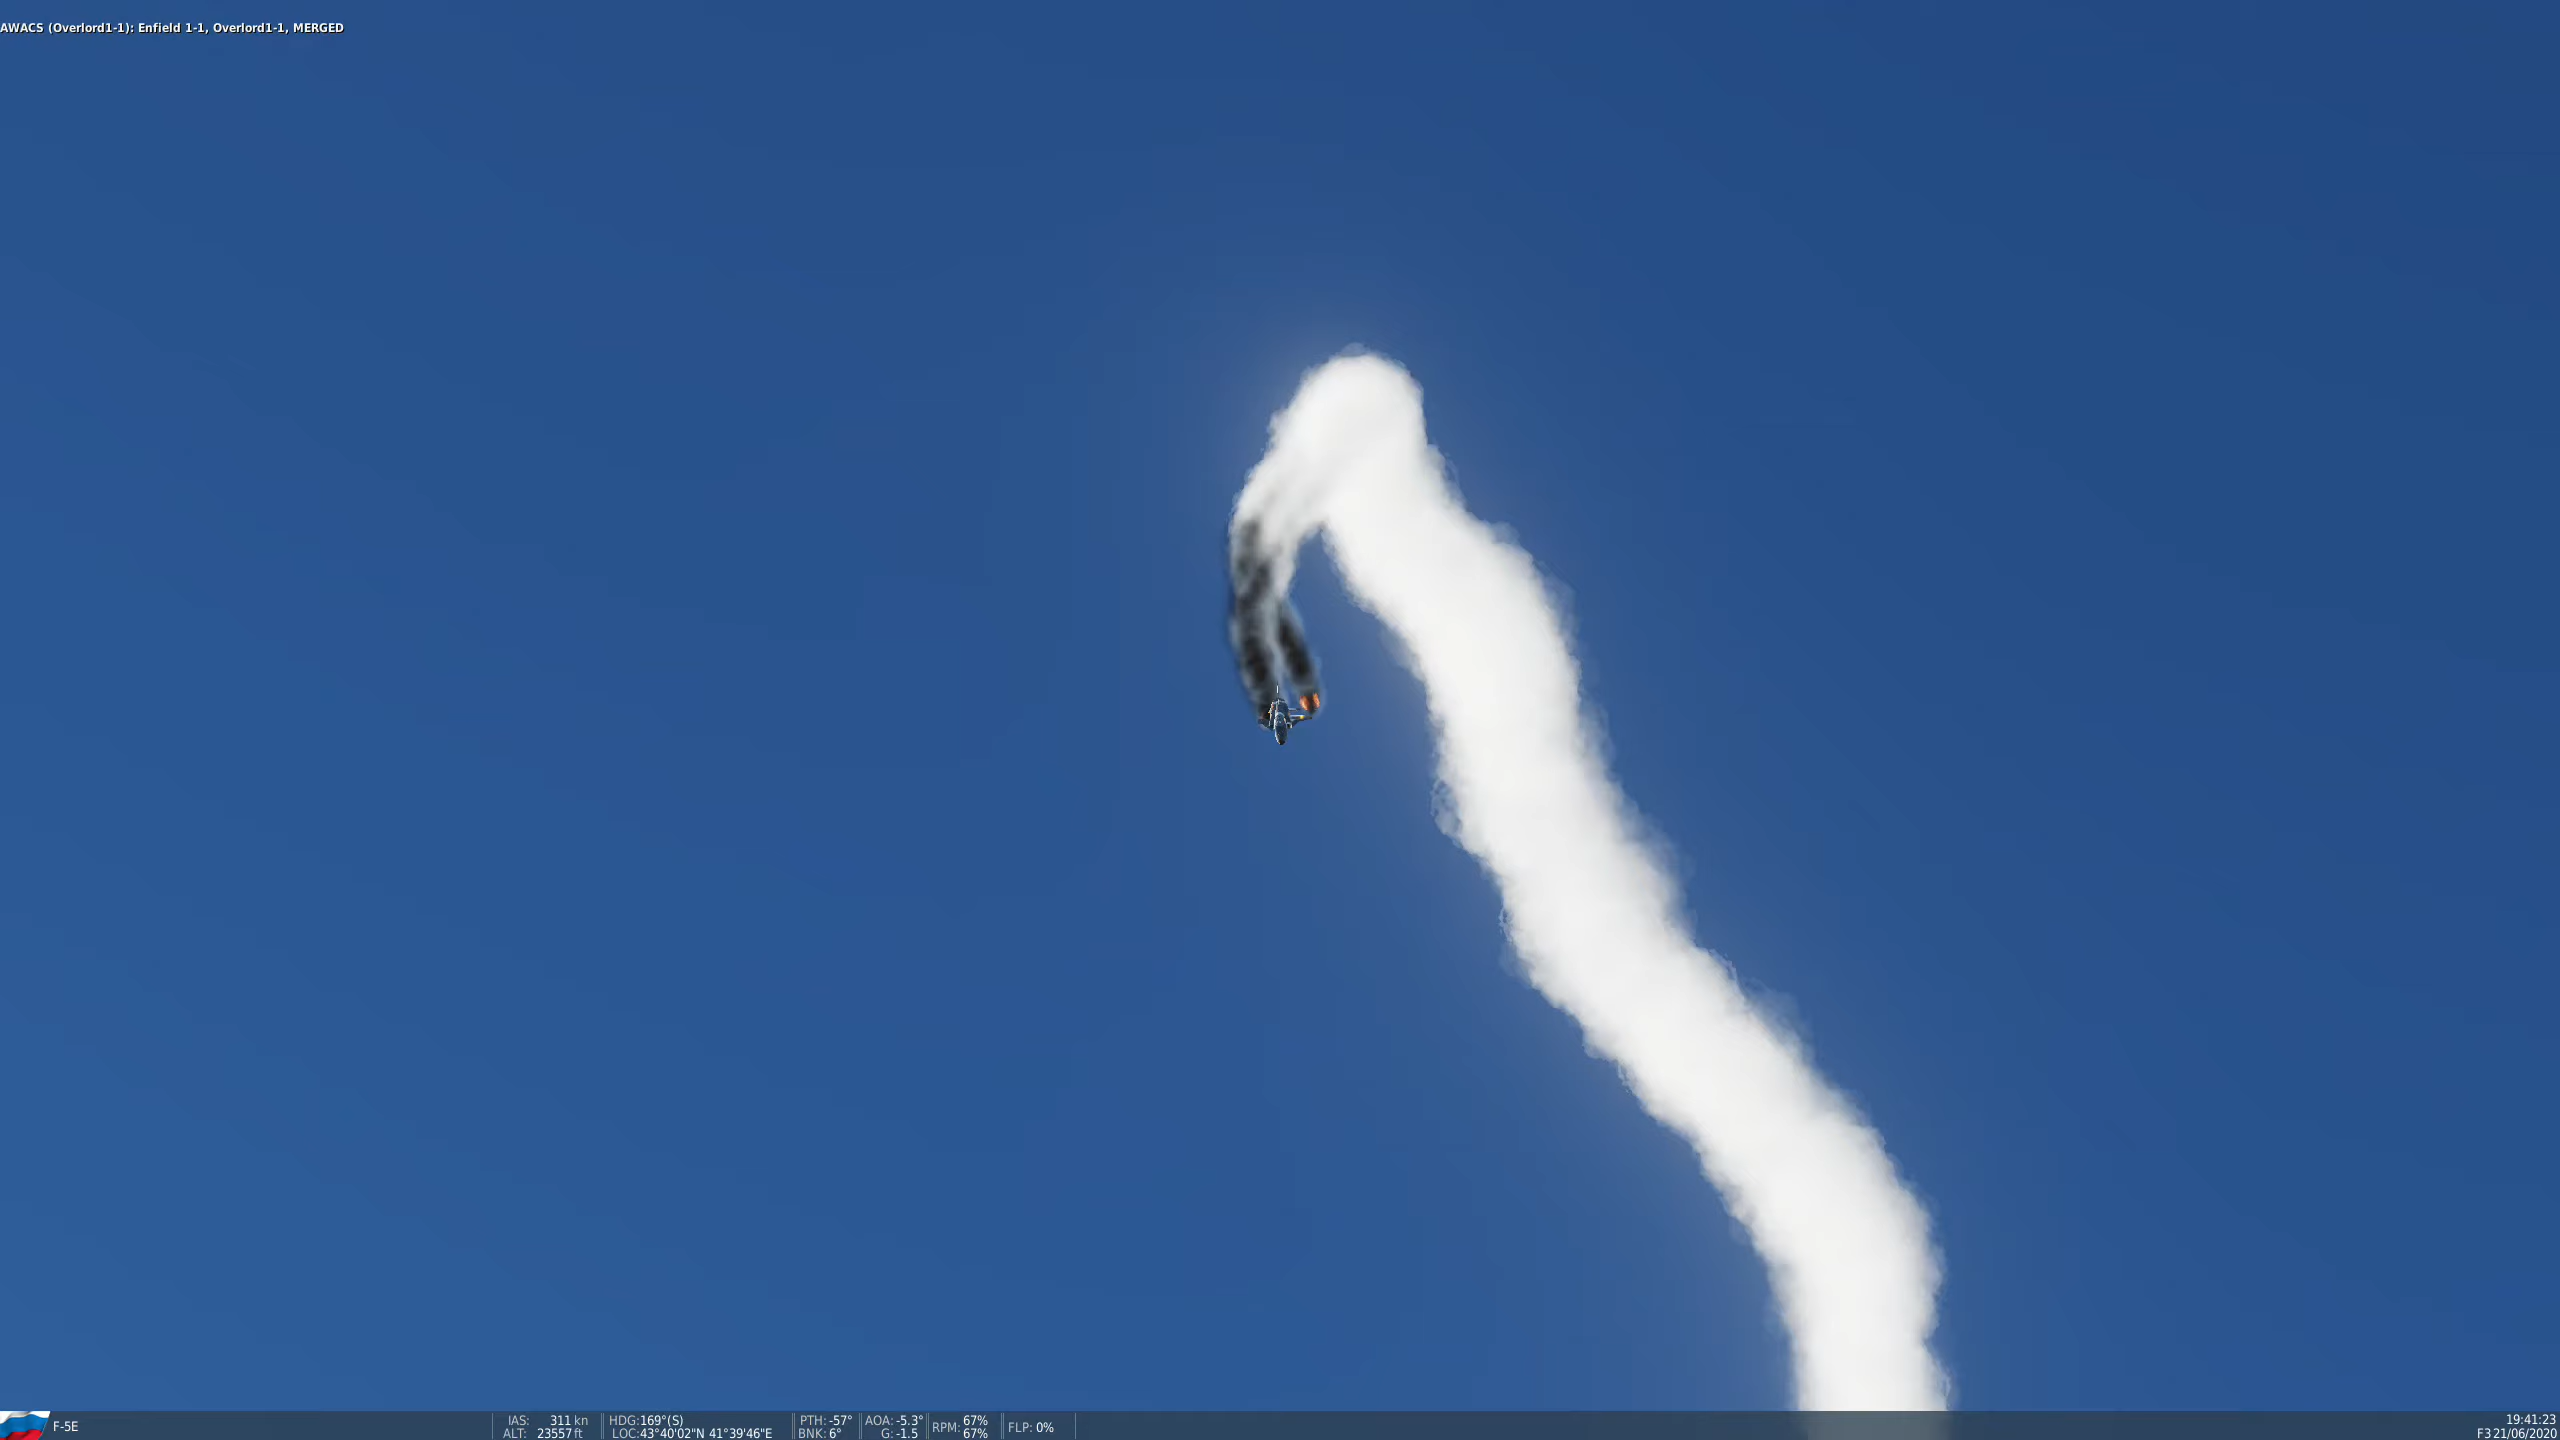 AWACS (Overlord1-1): Enfield 1-1, Overlord1-1, MERGED
F-5E
IAS: 311 kn
ALT: 23557 ft
HDG:169°(S)
LOC:43°40'02"N 41°39'46"E
PTH: -57°
BNK: 6°
AOA: -5.3°
G: -1.5
RPM: 67%
67%
FLP: 0%
19:41:23
F3 21/06/2020